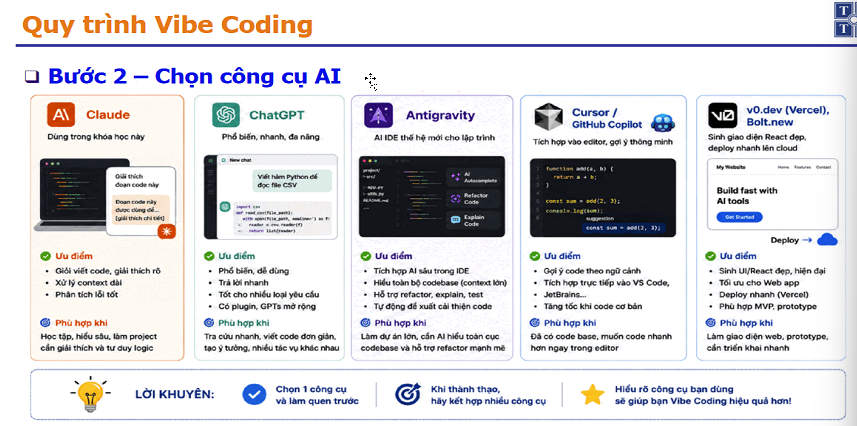 Quy trình Vibe Coding
T T
Bước 2 – Chọn công cụ AI
Claude
Dùng trong khóa học này
Giải thích
đoạn code này
Đoạn code này
được dùng để...
[giải thích chi tiết]
Ưu điểm
• Giỏi viết code, giải thích rõ
• Xử lý context dài
• Phân tích lỗi tốt
Phù hợp khi
Học tập, hiểu sâu, làm project
cần giải thích và tư duy logic
ChatGPT
Phổ biến, nhanh, đa năng
New chat
Viết hàm Python để
đọc file CSV
import csv
Ưu điểm
• Phổ biến, dễ dùng
• Trả lời nhanh
• Tốt cho nhiều loại yêu cầu
• Có plugin, GPTs mở rộng
Phù hợp khi
Tra cứu nhanh, viết code đơn giản,
tạo ý tưởng, nhiều tác vụ khác nhau
Antigravity
AI IDE thế hệ mới cho lập trình
project/
AI
Autocomplete
Refactor
Code
Explain
Code
Ưu điểm
• Tích hợp AI sâu trong IDE
• Hiểu toàn bộ codebase (context lớn)
• Hỗ trợ refactor, explain, test
• Tự động đề xuất cải thiện code
Phù hợp khi
Làm dự án lớn, cần AI hiểu toàn cục
codebase và hỗ trợ refactor mạnh mẽ
Cursor /
GitHub Copilot
Tích hợp vào editor, gợi ý thông minh
function add(a, b) {
return a + b;
}
const sum = add(2, 3);
console.log(sum);
suggestion
const sum = add(2, 3);
Ưu điểm
• Gợi ý code theo ngữ cảnh
• Tích hợp trực tiếp vào VS Code,
• JetBrains...
• Tăng tốc khi code cơ bản
Phù hợp khi
Đã có code base, muốn code nhanh
hơn ngay trong editor
v0.dev (Vercel),
Bolt.new
Sinh giao diện React đẹp,
deploy nhanh lên cloud
My Website
Home Features Contact
Build fast with
AI tools
Get Started
Deploy
Ưu điểm
• Sinh UI/React đẹp, hiện đại
• Tối ưu cho Web app
• Deploy nhanh (Vercel)
• Phù hợp MVP, prototype
Phù hợp khi
Làm giao diện web, prototype,
cần triển khai nhanh
LỜI KHUYÊN:
Chọn 1 công cụ
và làm quen trước
Khi thành thạo,
hãy kết hợp nhiều công cụ
Hiểu rõ công cụ bạn dùng
sẽ giúp bạn Vibe Coding hiệu quả hơn!